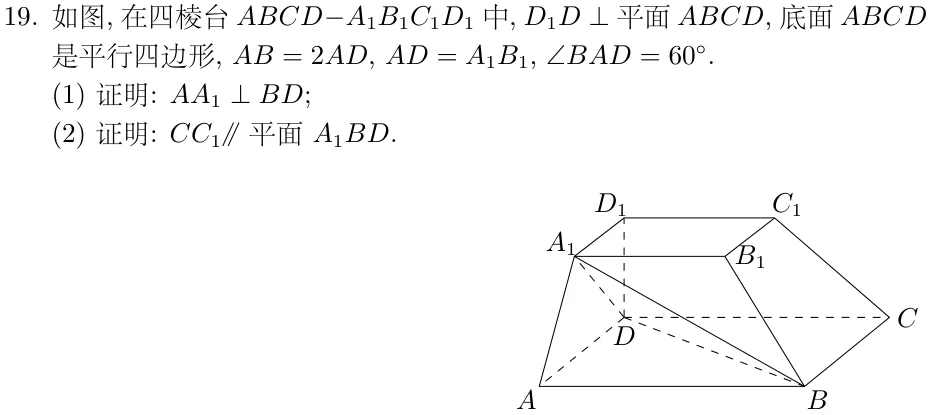 19. 如图, 在四棱台 ABCD−A₁B₁C₁D₁ 中, D₁D ⊥ 平面 ABCD, 底面 ABCD
是平行四边形, AB = 2AD, AD = A₁B₁, ∠BAD = 60°.
(1) 证明: AA₁ ⊥ BD;
(2) 证明: CC₁∥ 平面 A₁BD.
D₁ C₁
A₁ B₁
D C
A B